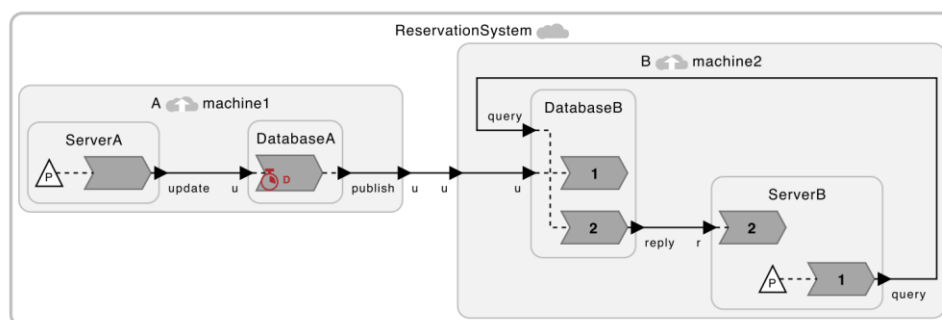 ReservationSystem
B machine2
A machine1
query
DatabaseB
ServerA
DatabaseA
P
D
update
u
publish
u
u
u
1
ServerB
2
reply
r
2
P
1
query